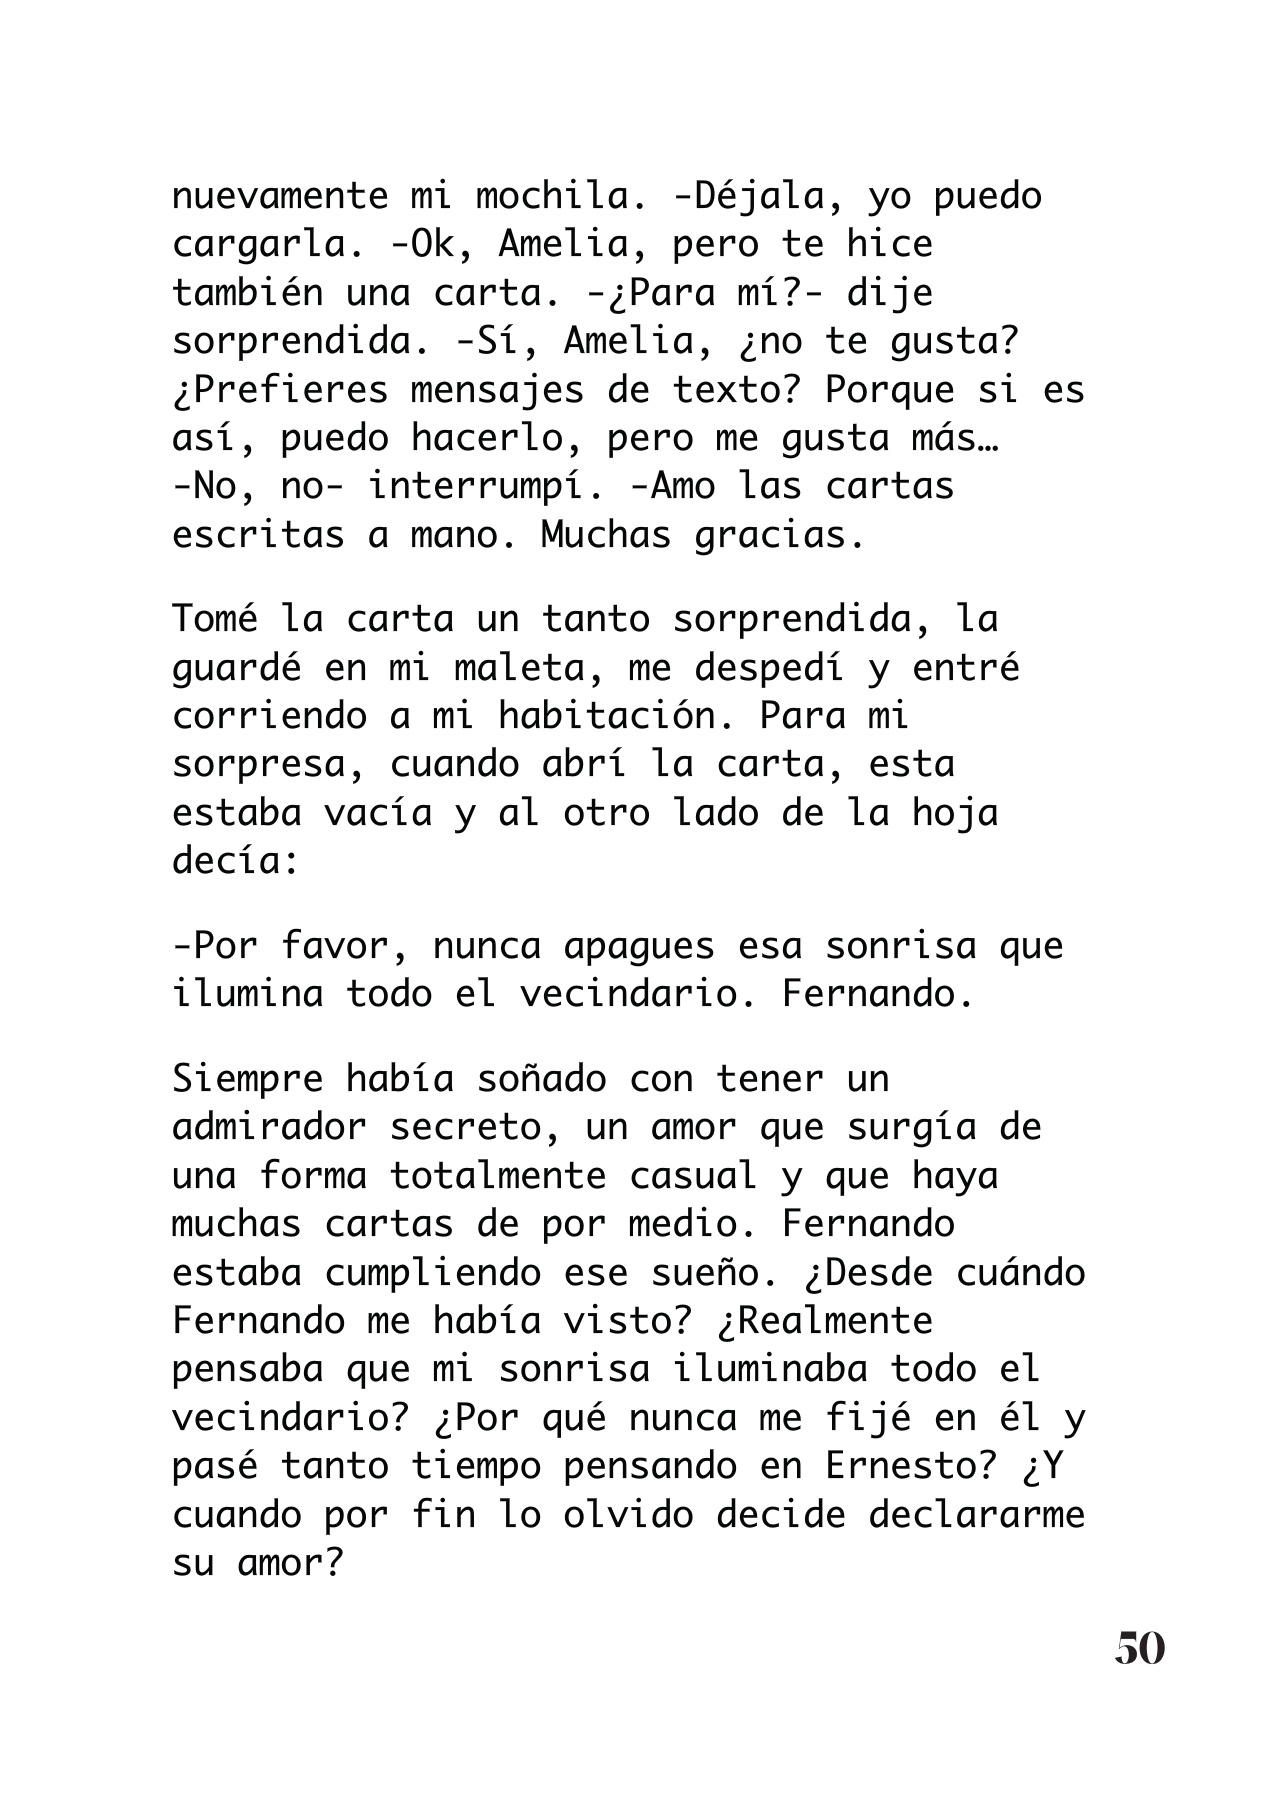 nuevamente mi mochila. -Déjala, yo puedo
cargarla. -Ok, Amelia, pero te hice
también una carta. -¿Para mí?- dije
sorprendida. -Sí, Amelia, ¿no te gusta?
¿Prefieres mensajes de texto? Porque si es
así, puedo hacerlo, pero me gusta más…
-No, no- interrumpí. -Amo las cartas
escritas a mano. Muchas gracias.
Tomé la carta un tanto sorprendida, la
guardé en mi maleta, me despedí y entré
corriendo a mi habitación. Para mi
sorpresa, cuando abrí la carta, esta
estaba vacía y al otro lado de la hoja
decía:
-Por favor, nunca apagues esa sonrisa que
ilumina todo el vecindario. Fernando.
Siempre había soñado con tener un
admirador secreto, un amor que surgía de
una forma totalmente casual y que haya
muchas cartas de por medio. Fernando
estaba cumpliendo ese sueño. ¿Desde cuándo
Fernando me había visto? ¿Realmente
pensaba que mi sonrisa iluminaba todo el
vecindario? ¿Por qué nunca me fijé en él y
pasé tanto tiempo pensando en Ernesto? ¿Y
cuando por fin lo olvido decide declararme
su amor?
50